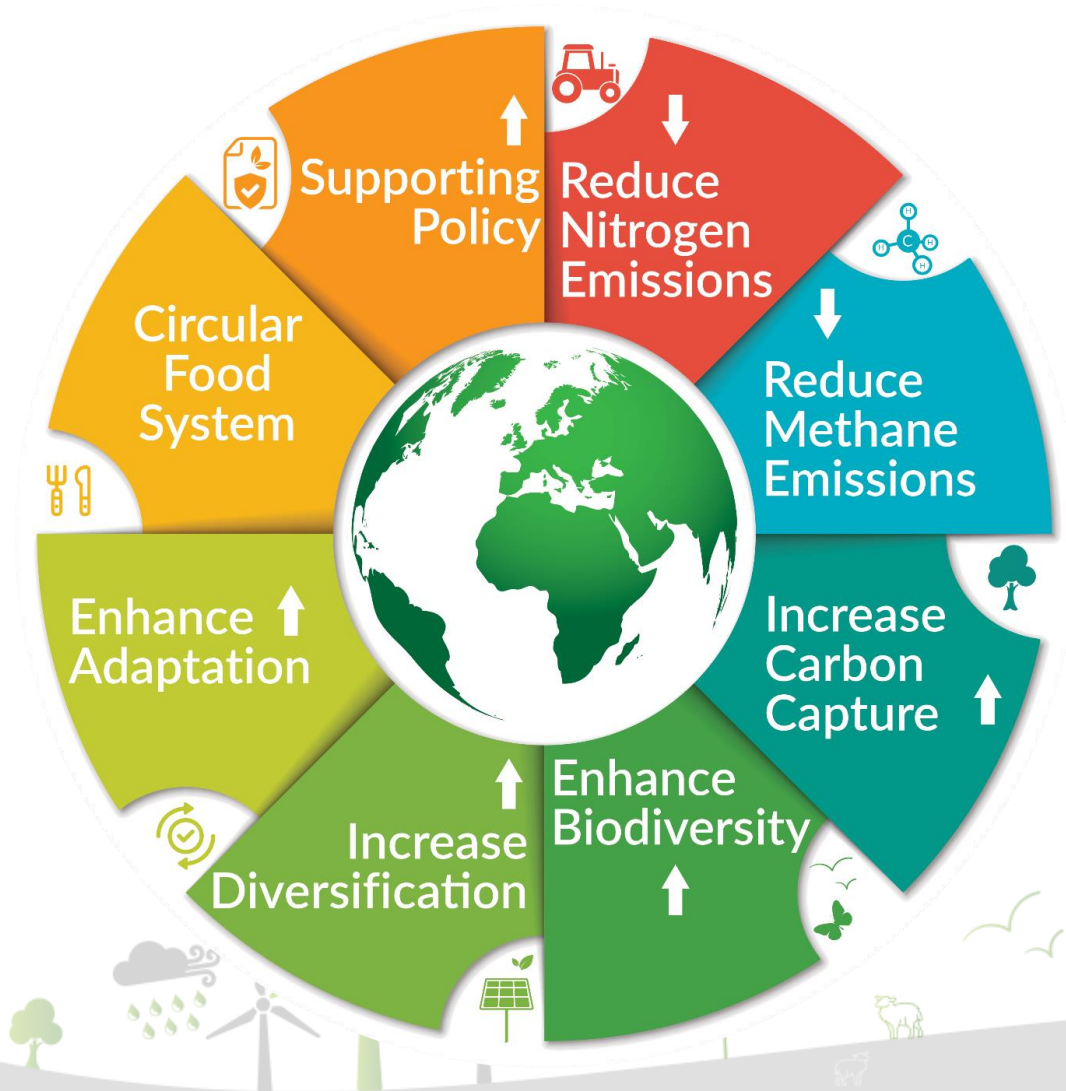 Supporting
Policy
Reduce
Nitrogen
Emissions
Reduce
Methane
Emissions
Increase
Carbon
Capture
Enhance
Biodiversity
Increase
Diversification
Enhance
Adaptation
Circular
Food
System
H
H
C
H
H